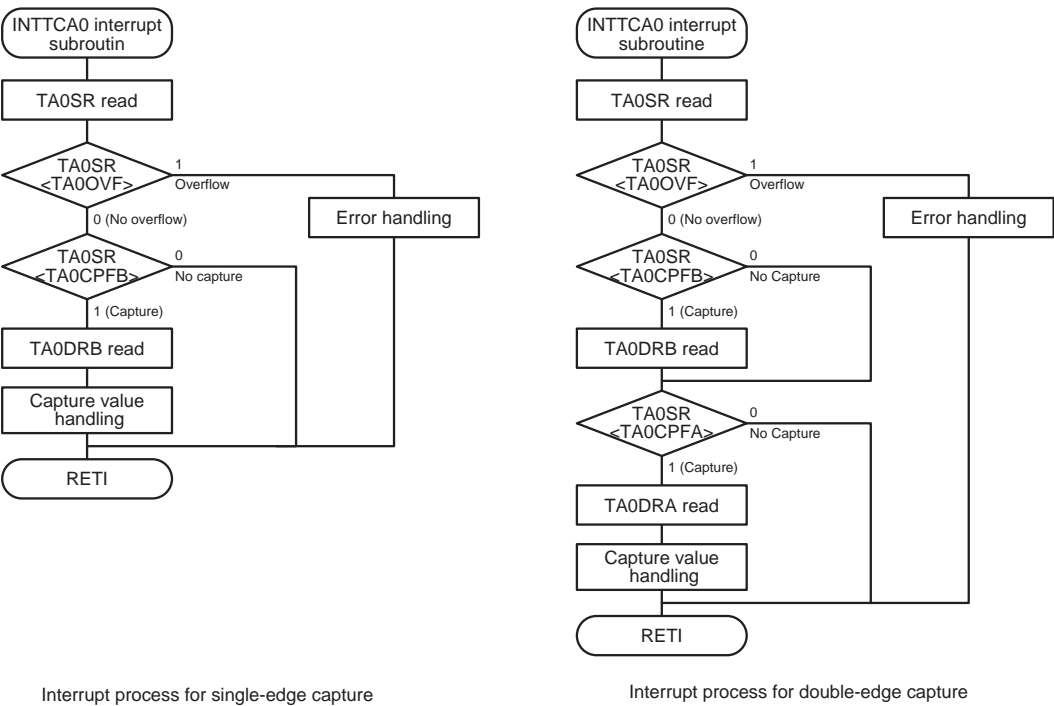 INTTCA0 interrupt
subroutin
TA0SR read
TA0SR
<TA0OVF>
1
Overflow
0 (No overflow)
Error handling
TA0SR
<TA0CPFB>
0
No capture
1 (Capture)
TA0DRB read
Capture value
handling
RETI
Interrupt process for single-edge capture
INTTCA0 interrupt
subroutine
TA0SR read
TA0SR
<TA0OVF>
1
Overflow
0 (No overflow)
Error handling
TA0SR
<TA0CPFB>
0
No Capture
1 (Capture)
TA0DRB read
TA0SR
<TA0CPFA>
0
No Capture
1 (Capture)
TA0DRA read
Capture value
handling
RETI
Interrupt process for double-edge capture